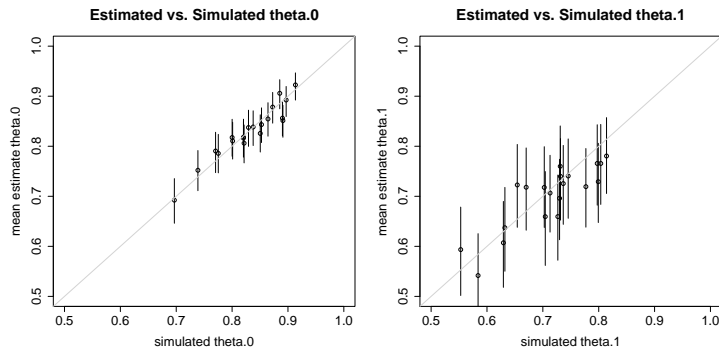 Estimated vs. Simulated theta.0
mean estimate theta.0
1.0
0.9
0.8
0.7
0.6
0.5
0.5 0.6 0.7 0.8 0.9 1.0
simulated theta.0
Estimated vs. Simulated theta.1
mean estimate theta.1
1.0
0.9
0.8
0.7
0.6
0.5
0.5 0.6 0.7 0.8 0.9 1.0
simulated theta.1